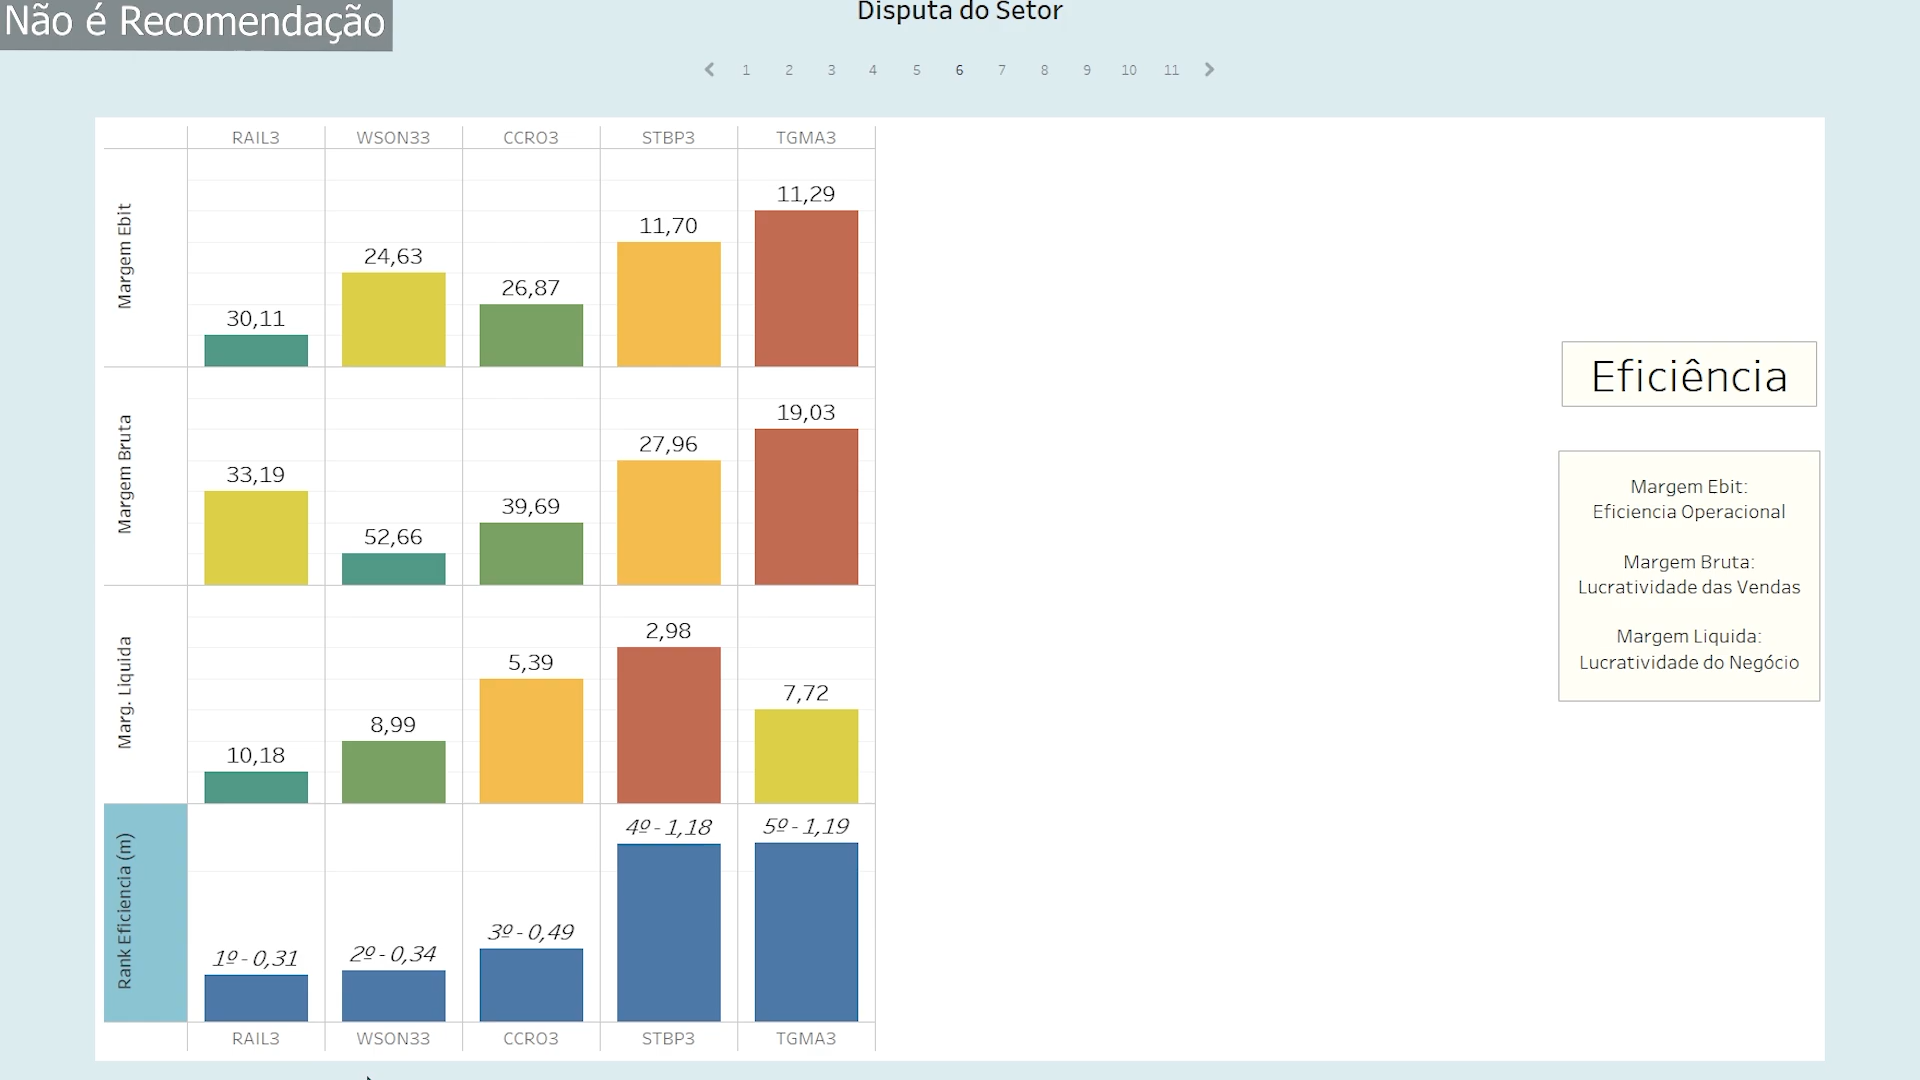 Não é Recomendação
Disputa do Setor
1 2 3 4 5 6 7 8 9 10 11
RAIL3 WSON33 CCRO3 STBP3 TGMA3
Margem Ebit
30,11 24,63 26,87 11,70 11,29
Margem Bruta
33,19 52,66 39,69 27,96 19,03
Marg. Liquida
10,18 8,99 5,39 2,98 7,72
Rank Eficiencia (m)
1º - 0,31 2º - 0,34 3º - 0,49 4º - 1,18 5º - 1,19
RAIL3 WSON33 CCRO3 STBP3 TGMA3
Eficiência
Margem Ebit:
Eficiencia Operacional
Margem Bruta:
Lucratividade das Vendas
Margem Liquida:
Lucratividade do Negócio